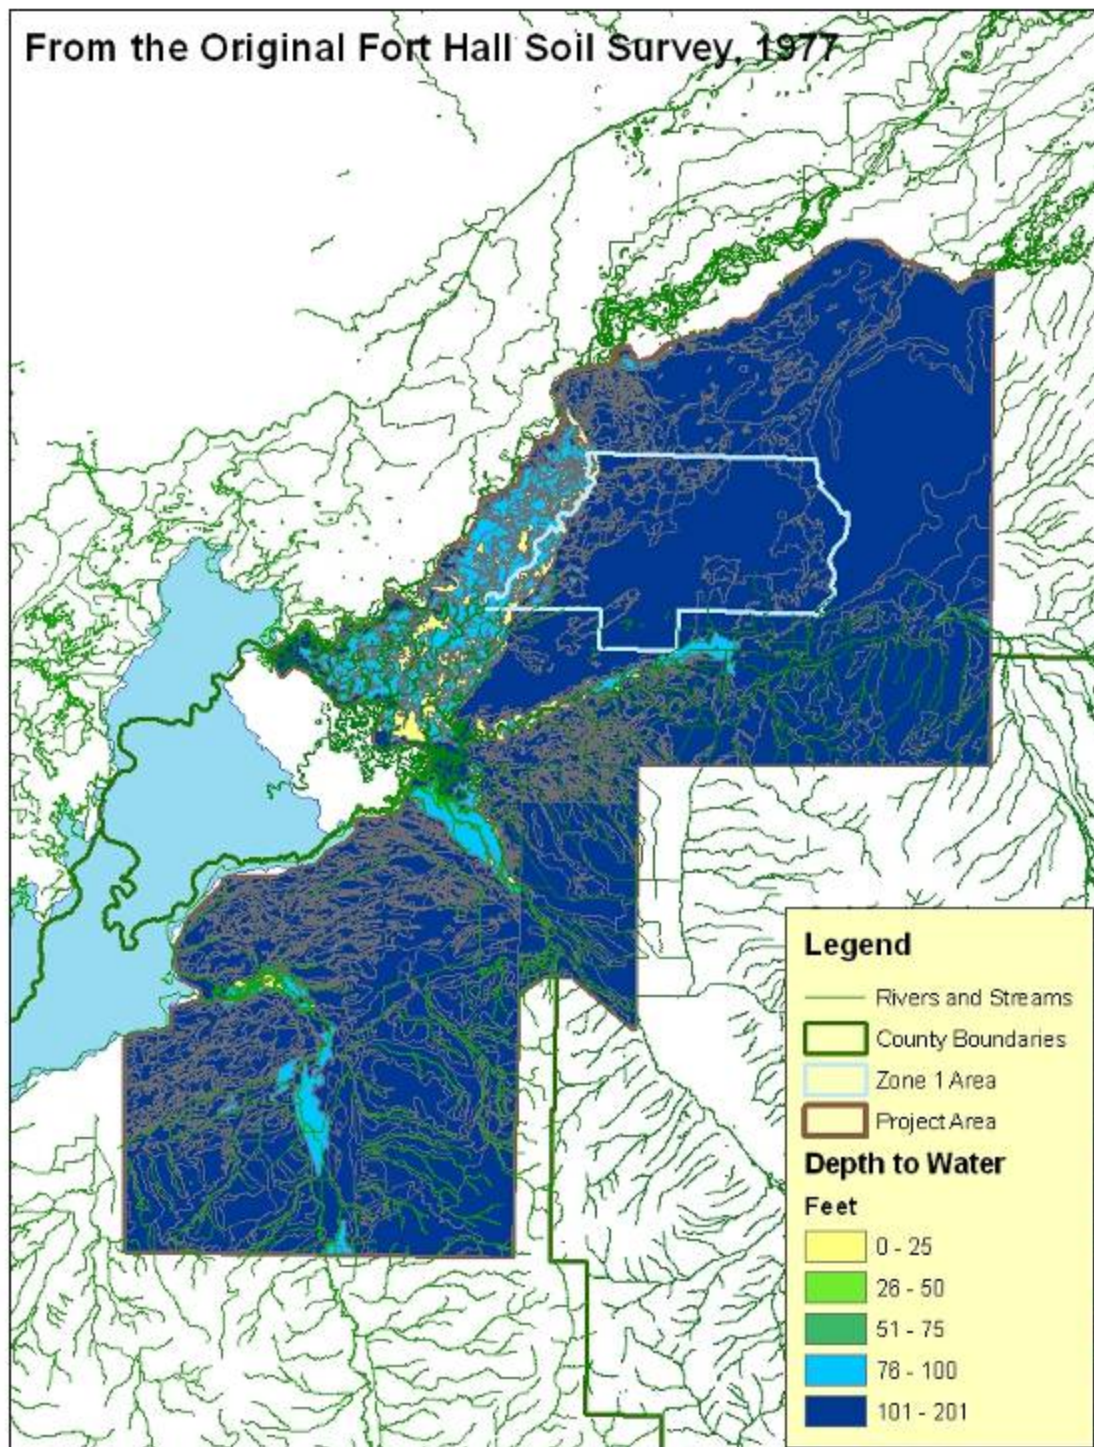 From the Original Fort Hall Soil Survey, 1977
Legend
Rivers and Streams
County Boundaries
Zone 1 Area
Project Area
Depth to Water
Feet
0 - 25
26 - 50
51 - 75
76 - 100
101 - 201